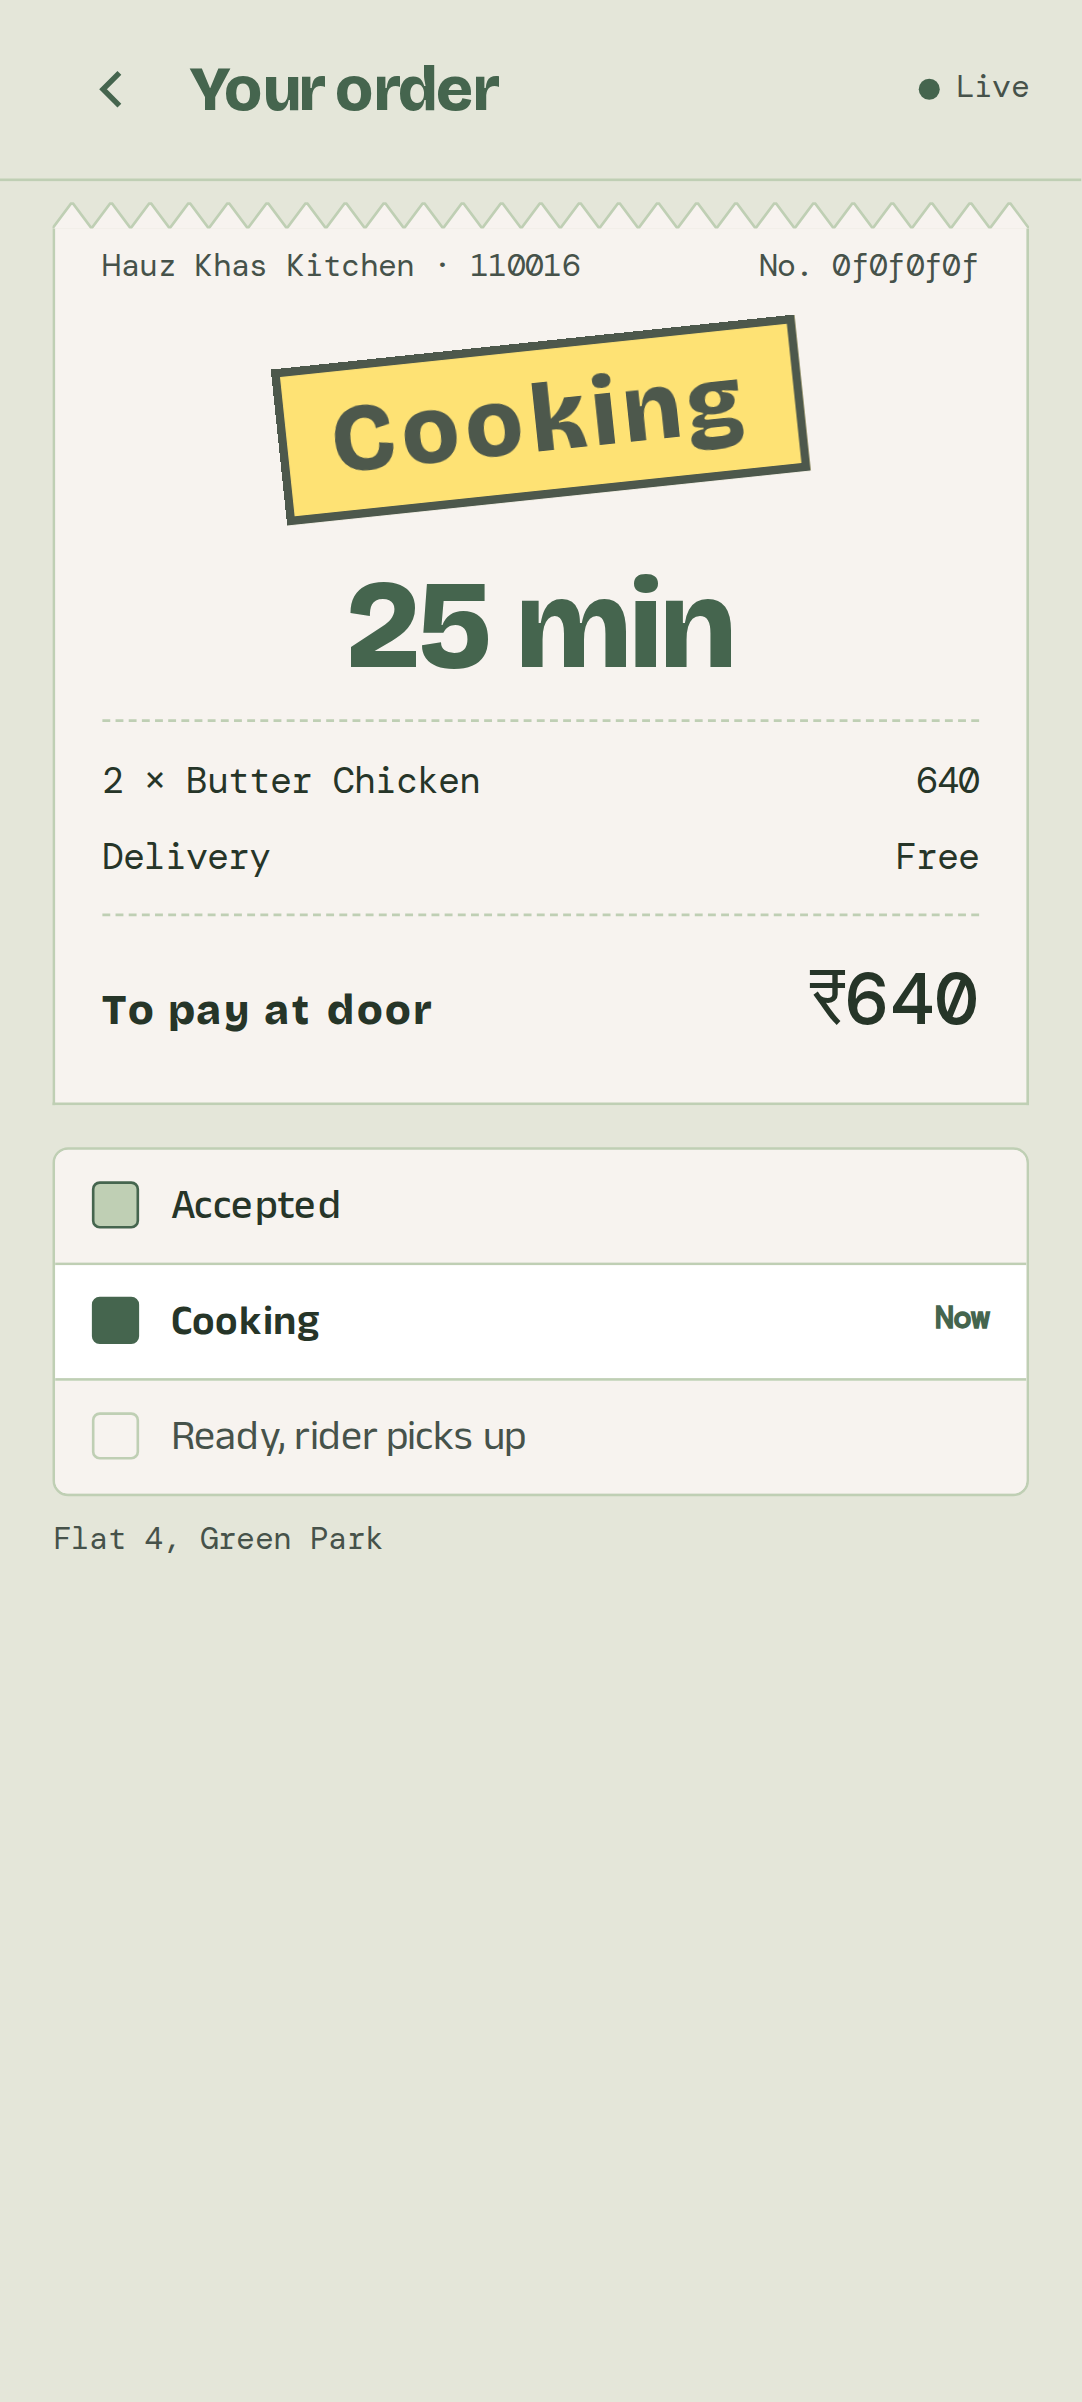 Your order
Live
Hauz Khas Kitchen · 110016
No. 0f0f0f0f
Cooking
25 min
2 × Butter Chicken 640
Delivery Free
To pay at door ₹640
Accepted
Cooking Now
Ready, rider picks up
Flat 4, Green Park